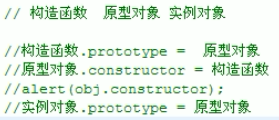 // 构造函数  原型对象 实例对象
//构造函数.prototype =  原型对象
//原型对象.constructor = 构造函数
//alert(obj.constructor);
//实例对象.prototype = 原型对象